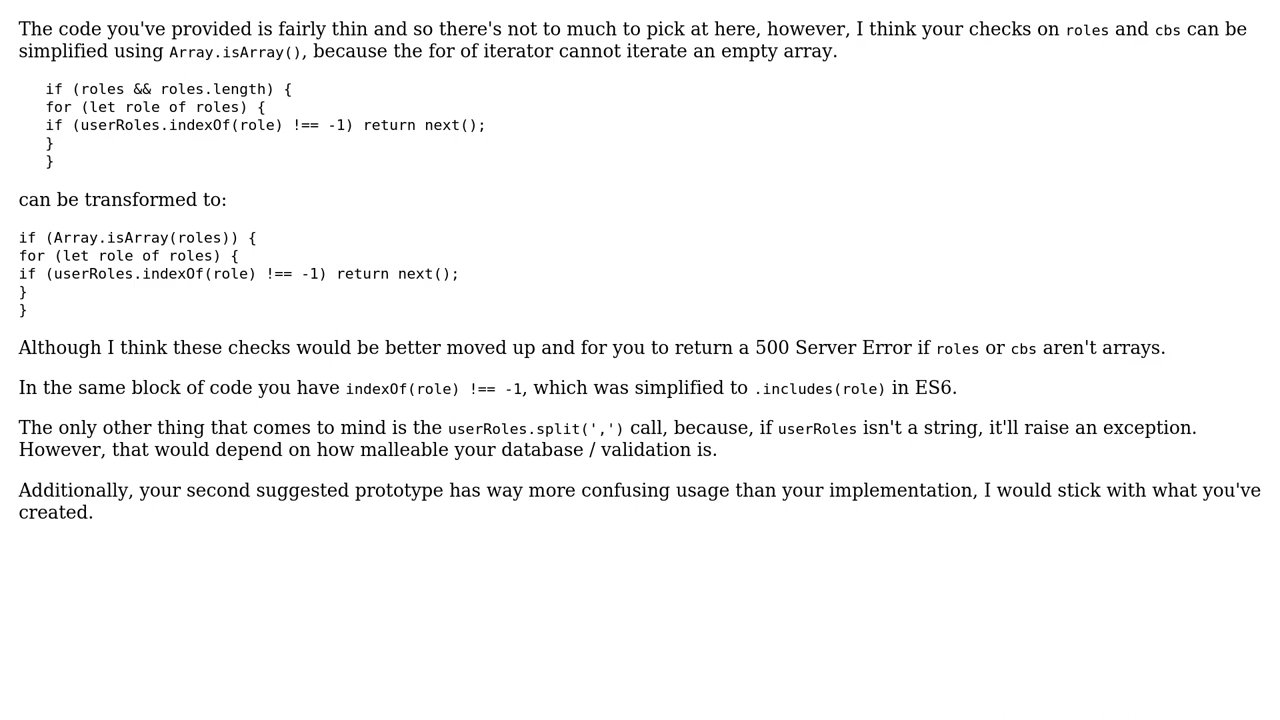 The code you've provided is fairly thin and so there's not to much to pick at here, however, I think your checks on roles and cbs can be
simplified using Array.isArray(), because the for of iterator cannot iterate an empty array.
if (roles && roles.length) {
for (let role of roles) {
if (userRoles.indexOf(role) !== -1) return next();
}
}
can be transformed to:
if (Array.isArray(roles)) {
for (let role of roles) {
if (userRoles.indexOf(role) !== -1) return next();
}
}
Although I think these checks would be better moved up and for you to return a 500 Server Error if roles or cbs aren't arrays.
In the same block of code you have indexOf(role) !== -1, which was simplified to .includes(role) in ES6.
The only other thing that comes to mind is the userRoles.split(',') call, because, if userRoles isn't a string, it'll raise an exception.
However, that would depend on how malleable your database / validation is.
Additionally, your second suggested prototype has way more confusing usage than your implementation, I would stick with what you've
created.